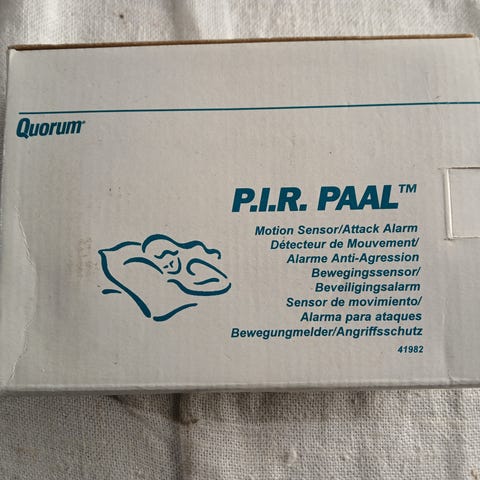 Quorum®
P.I.R. PAAL™
Motion Sensor/Attack Alarm
Détecteur de Mouvement/
Alarme Anti-Agression
Bewegingssensor/
Beveiligingsalarm
Sensor de movimiento/
Alarma para ataques
Bewegungmelder/Angriffsschutz
41982